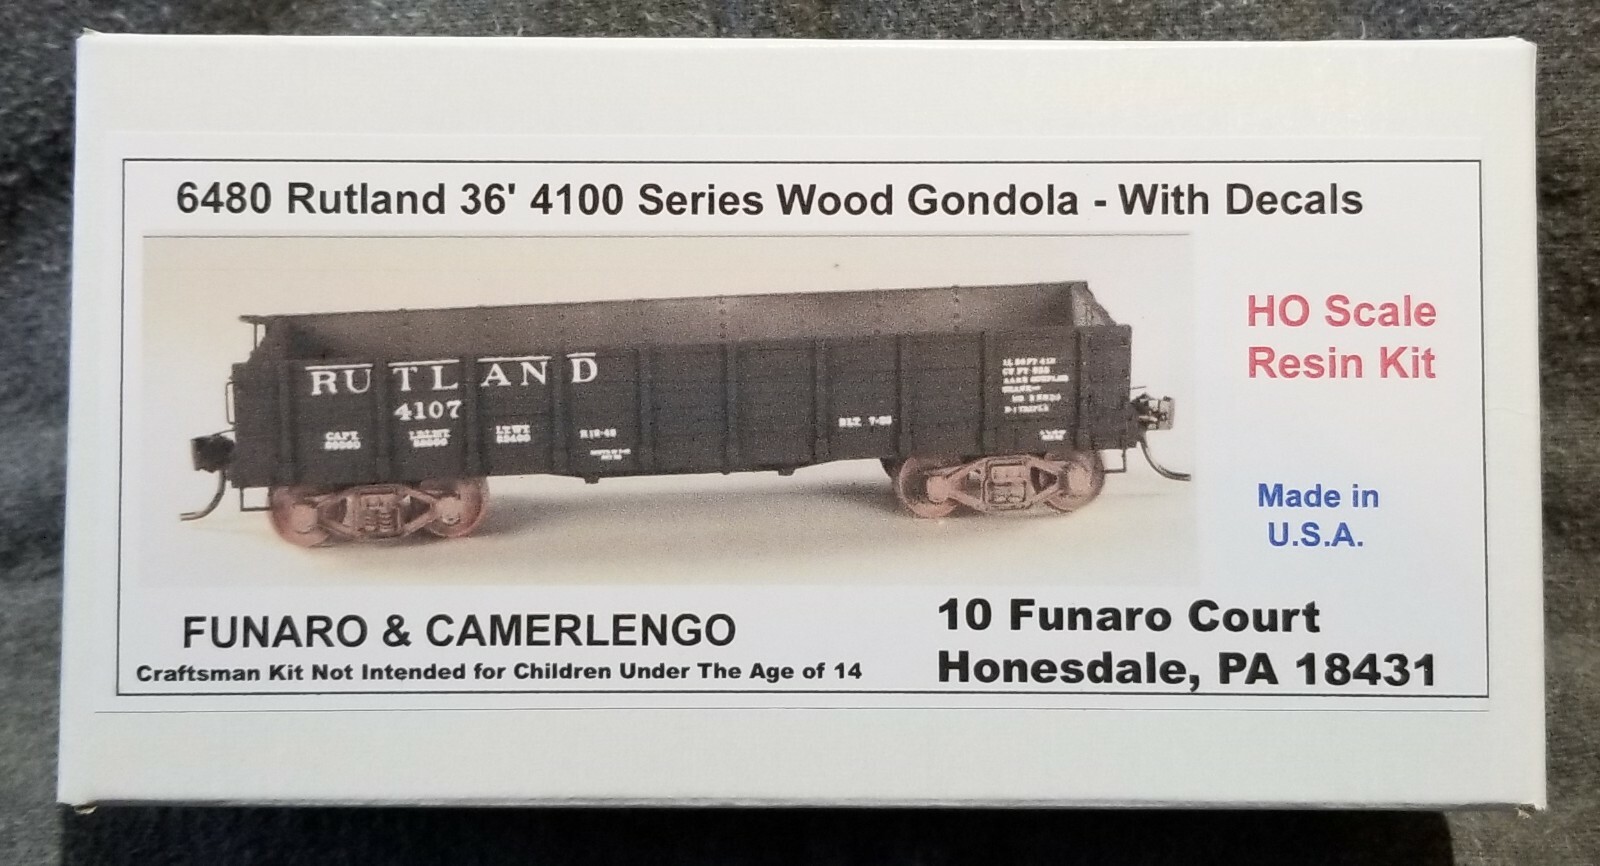 6480 Rutland 36' 4100 Series Wood Gondola - With Decals
RUTLAND
4107
CAPY
HO Scale
Resin Kit
Made in
U.S.A.
FUNARO & CAMERLENGO
Craftsman Kit Not Intended for Children Under The Age of 14
10 Funaro Court
Honesdale, PA 18431